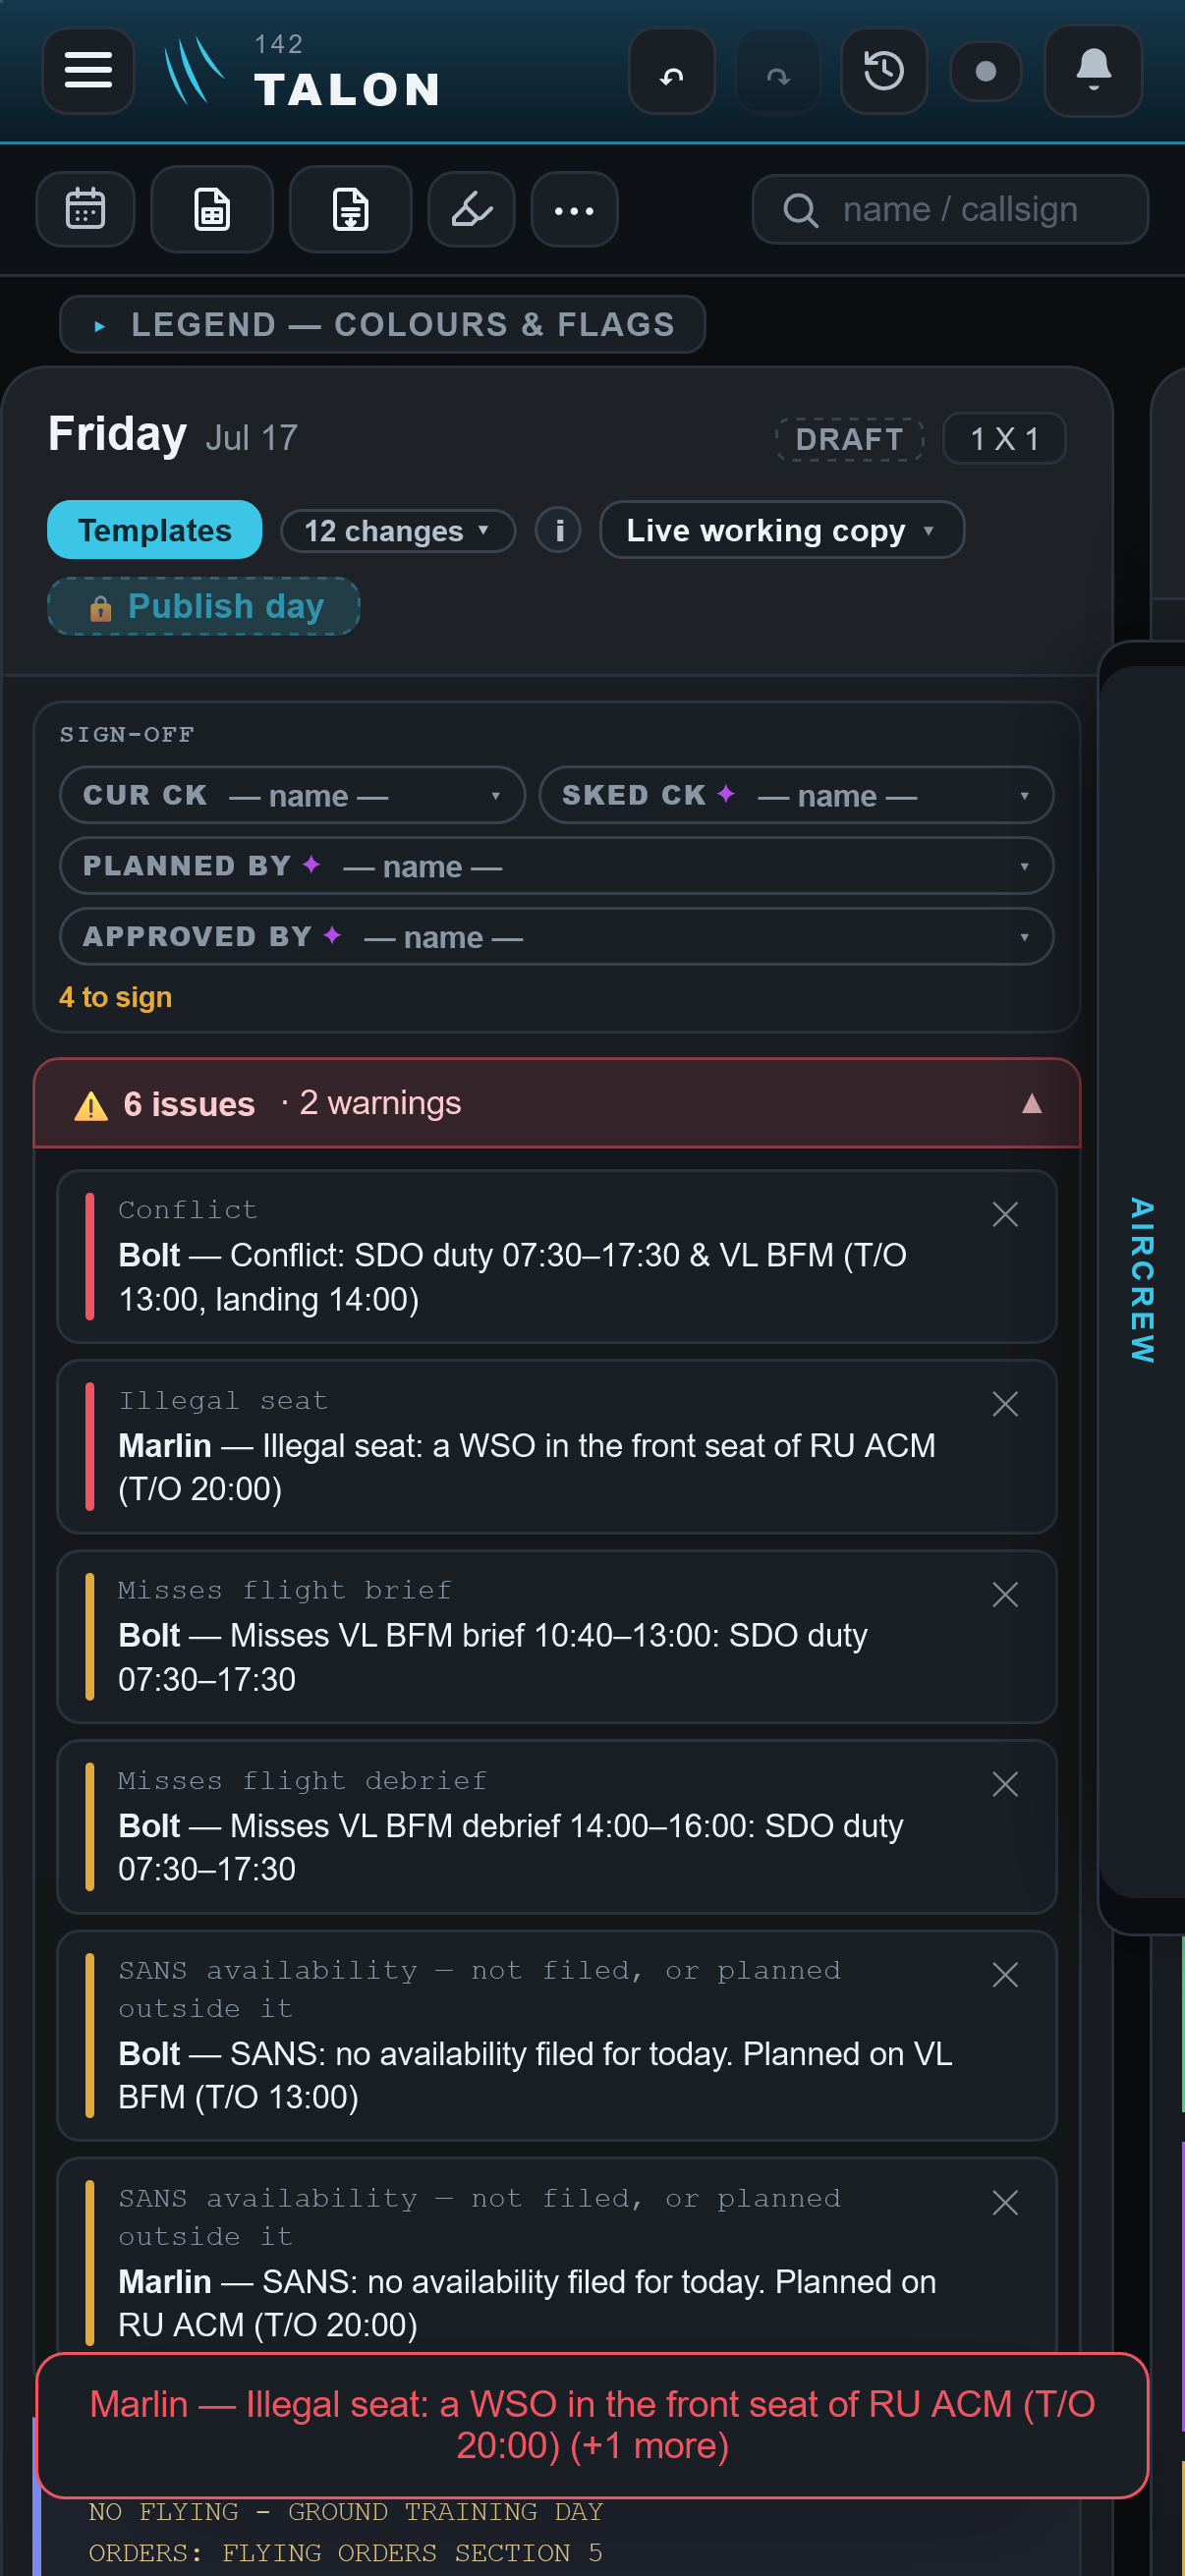 142
TALON
name / callsign
▸ LEGEND — COLOURS & FLAGS
Friday Jul 17
DRAFT
1 X 1
Templates
12 changes ▾
i
Live working copy ▾
🔒 Publish day
SIGN-OFF
CUR CK — name — ▾
SKED CK ✦ — name — ▾
PLANNED BY ✦ — name — ▾
APPROVED BY ✦ — name — ▾
4 to sign
⚠️ 6 issues · 2 warnings ▲
Conflict
Bolt — Conflict: SDO duty 07:30–17:30 & VL BFM (T/O
13:00, landing 14:00)
Illegal seat
Marlin — Illegal seat: a WSO in the front seat of RU ACM
(T/O 20:00)
Misses flight brief
Bolt — Misses VL BFM brief 10:40–13:00: SDO duty
07:30–17:30
Misses flight debrief
Bolt — Misses VL BFM debrief 14:00–16:00: SDO duty
07:30–17:30
SANS availability — not filed, or planned
outside it
Bolt — SANS: no availability filed for today. Planned on VL
BFM (T/O 13:00)
SANS availability — not filed, or planned
outside it
Marlin — SANS: no availability filed for today. Planned on
RU ACM (T/O 20:00)
AIRCREW
Marlin — Illegal seat: a WSO in the front seat of RU ACM (T/O
20:00) (+1 more)
NO FLYING - GROUND TRAINING DAY
ORDERS: FLYING ORDERS SECTION 5